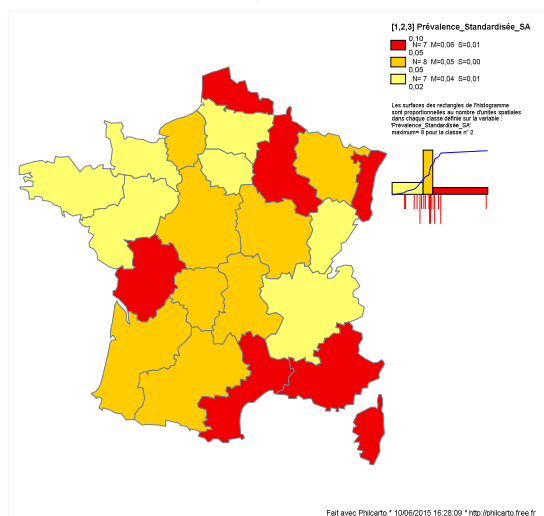 [1,2,3] Prévalence_Standardisée_SA
0,10
N= 7 M=0,06 S=0,01
0,05
N= 8 M=0,05 S=0,00
0,05
N= 7 M=0,04 S=0,01
0,02
Les surfaces des rectangles de l'histogramme
sont proportionnelles au nombre d'unités spatiales
dans chaque classe définie sur la variable :
'Prévalence_Standardisée_SA'
maximum= 8 pour la classe n° 2
Fait avec Philcarto * 10/06/2015 16:28:09 * http://philcarto.free.fr